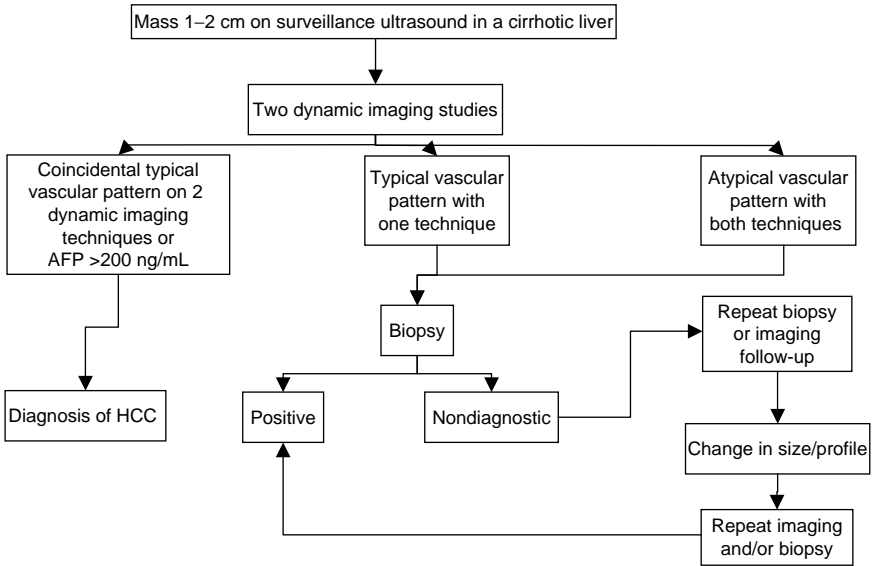 Mass 1–2 cm on surveillance ultrasound in a cirrhotic liver
Two dynamic imaging studies
Coincidental typical
vascular pattern on 2
dynamic imaging
techniques or
AFP >200 ng/mL
Typical vascular
pattern with
one technique
Atypical vascular
pattern with
both techniques
Biopsy
Repeat biopsy
or imaging
follow-up
Diagnosis of HCC
Positive
Nondiagnostic
Change in size/profile
Repeat imaging
and/or biopsy